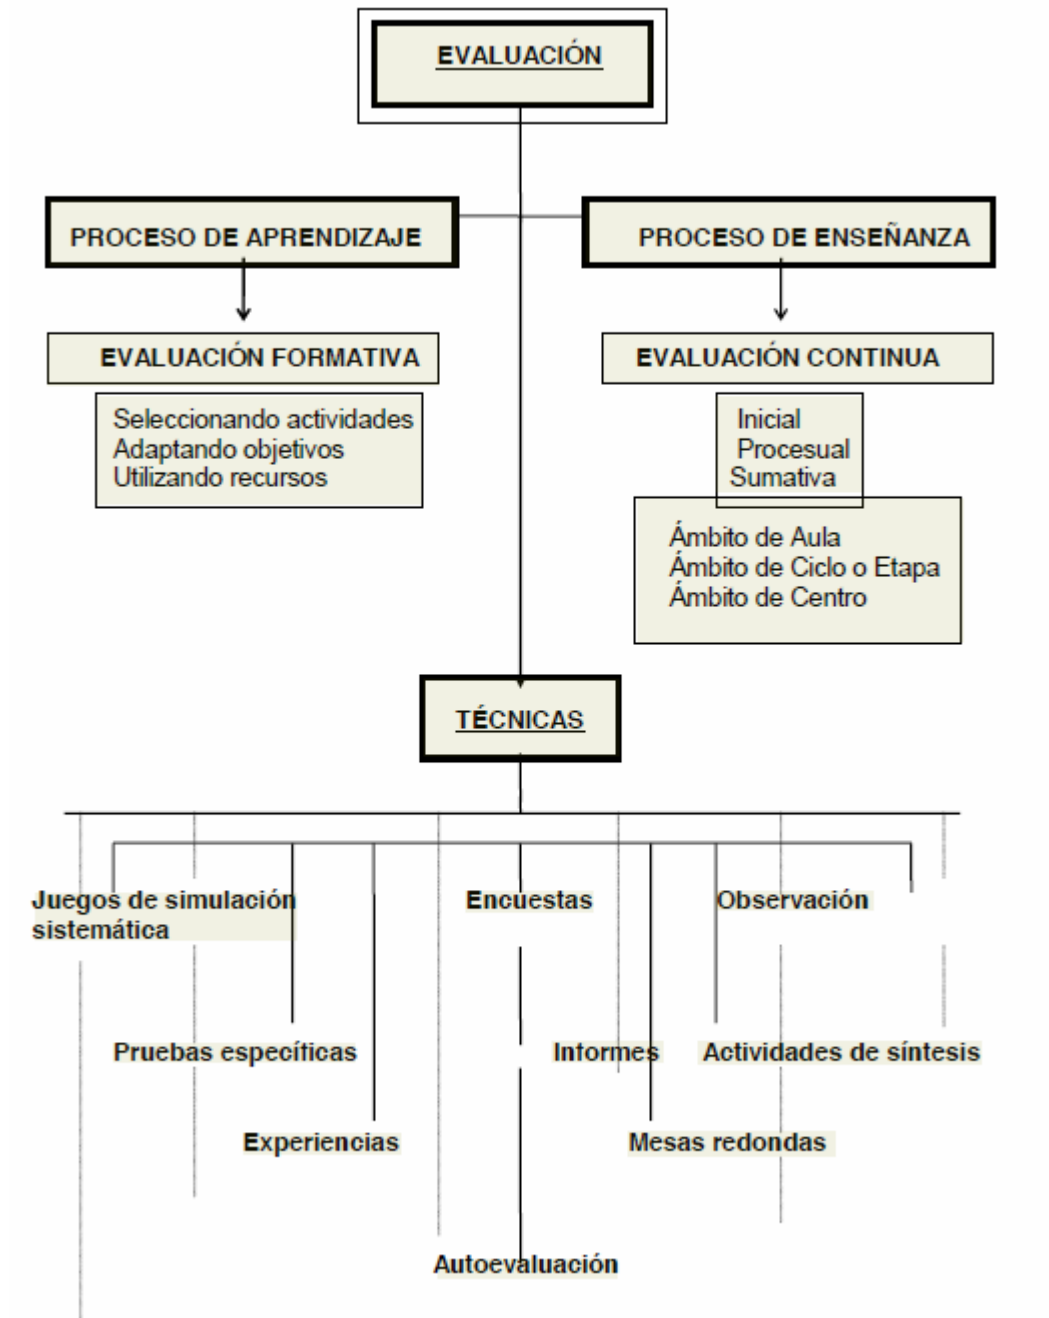 EVALUACIÓN
PROCESO DE APRENDIZAJE
PROCESO DE ENSEÑANZA
EVALUACIÓN FORMATIVA
EVALUACIÓN CONTINUA
Seleccionando actividades
Adaptando objetivos
Utilizando recursos
Inicial
Procesual
Sumativa
Ámbito de Aula
Ámbito de Ciclo o Etapa
Ámbito de Centro
TÉCNICAS
Juegos de simulación
sistemática
Encuestas
Observación
Pruebas específicas
Informes
Actividades de síntesis
Experiencias
Mesas redondas
Autoevaluación